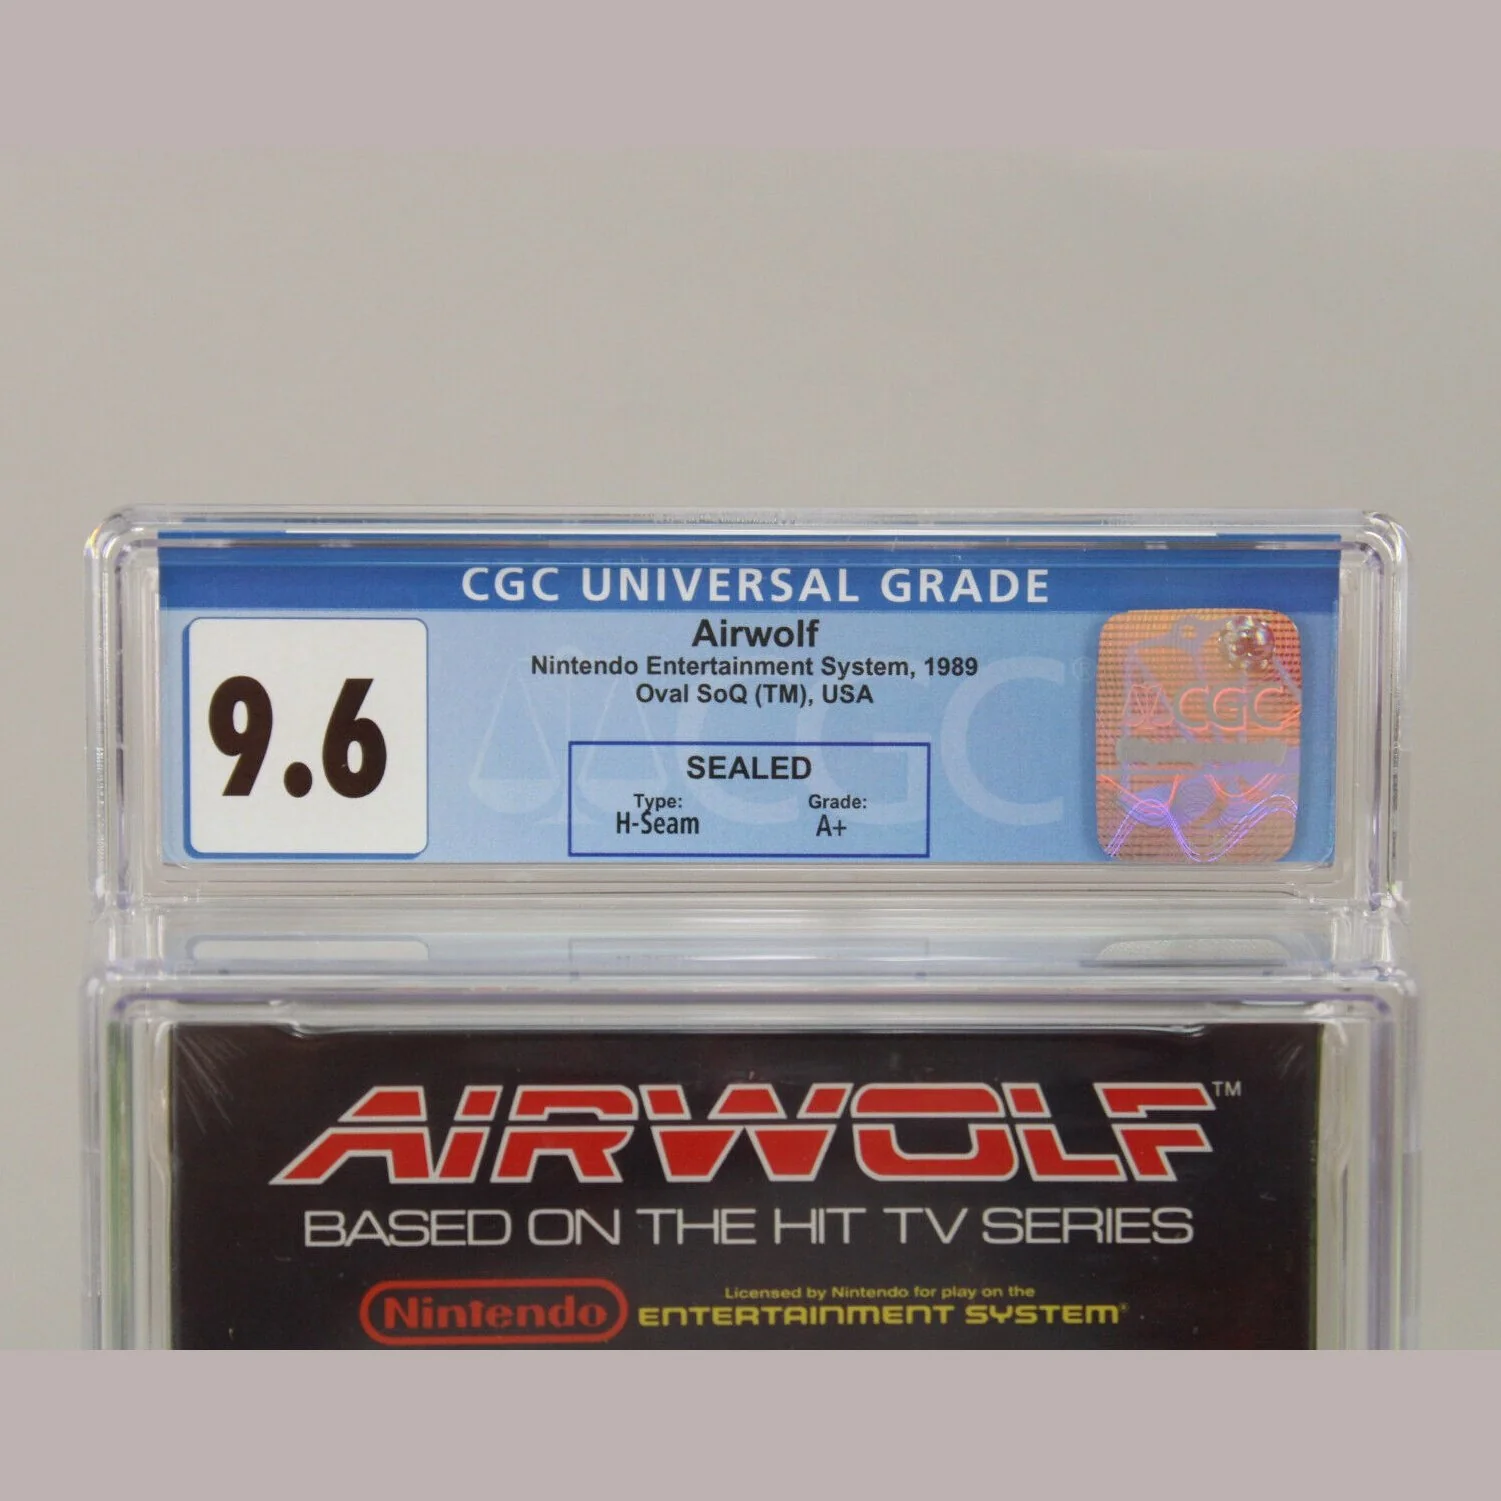 CGC UNIVERSAL GRADE
9.6
Airwolf
Nintendo Entertainment System, 1989
Oval SoQ (TM), USA
SEALED
Type: Grade:
H-Seam A+
CGC®
CGC
AIRWOLF™
BASED ON THE HIT TV SERIES
Nintendo
Licensed by Nintendo for play on the
ENTERTAINMENT SYSTEM®